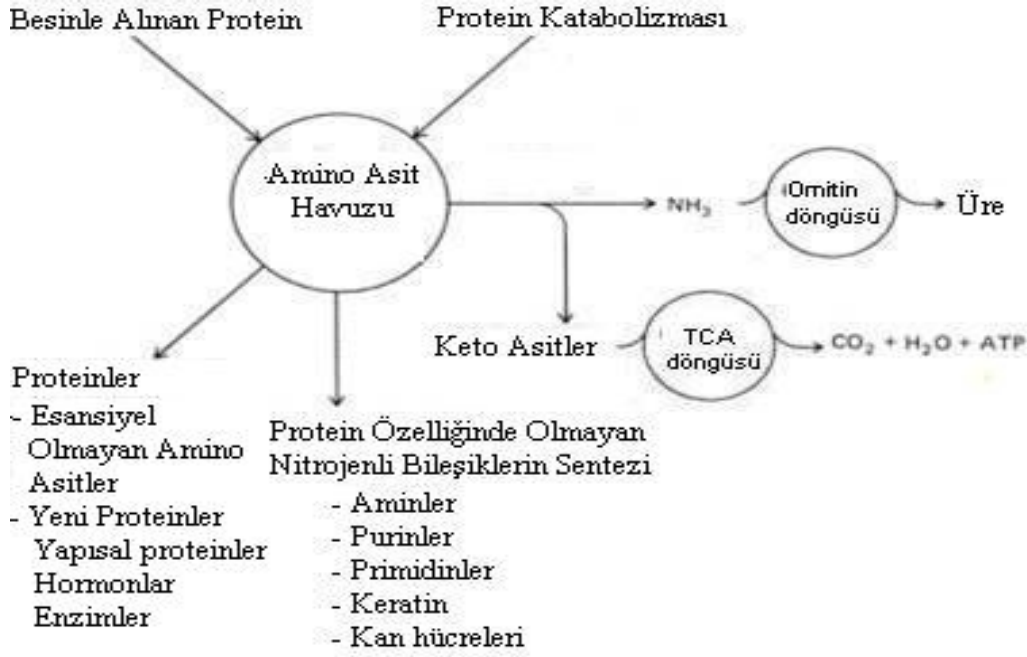 Besinle Alınan Protein
Protein Katabolizması
Amino Asit
Havuzu
NH3
Ornitin
döngüsü
Üre
Keto Asitler
TCA
döngüsü
CO2 + H2O + ATP
Proteinler
- Esansiyel
Olmayan Amino
Asitler
- Yeni Proteinler
Yapısal proteinler
Hormonlar
Enzimler
Protein Özelliğinde Olmayan
Nitrojenli Bileşiklerin Sentezi
- Aminler
- Purinler
- Primidinler
- Keratin
- Kan hücreleri